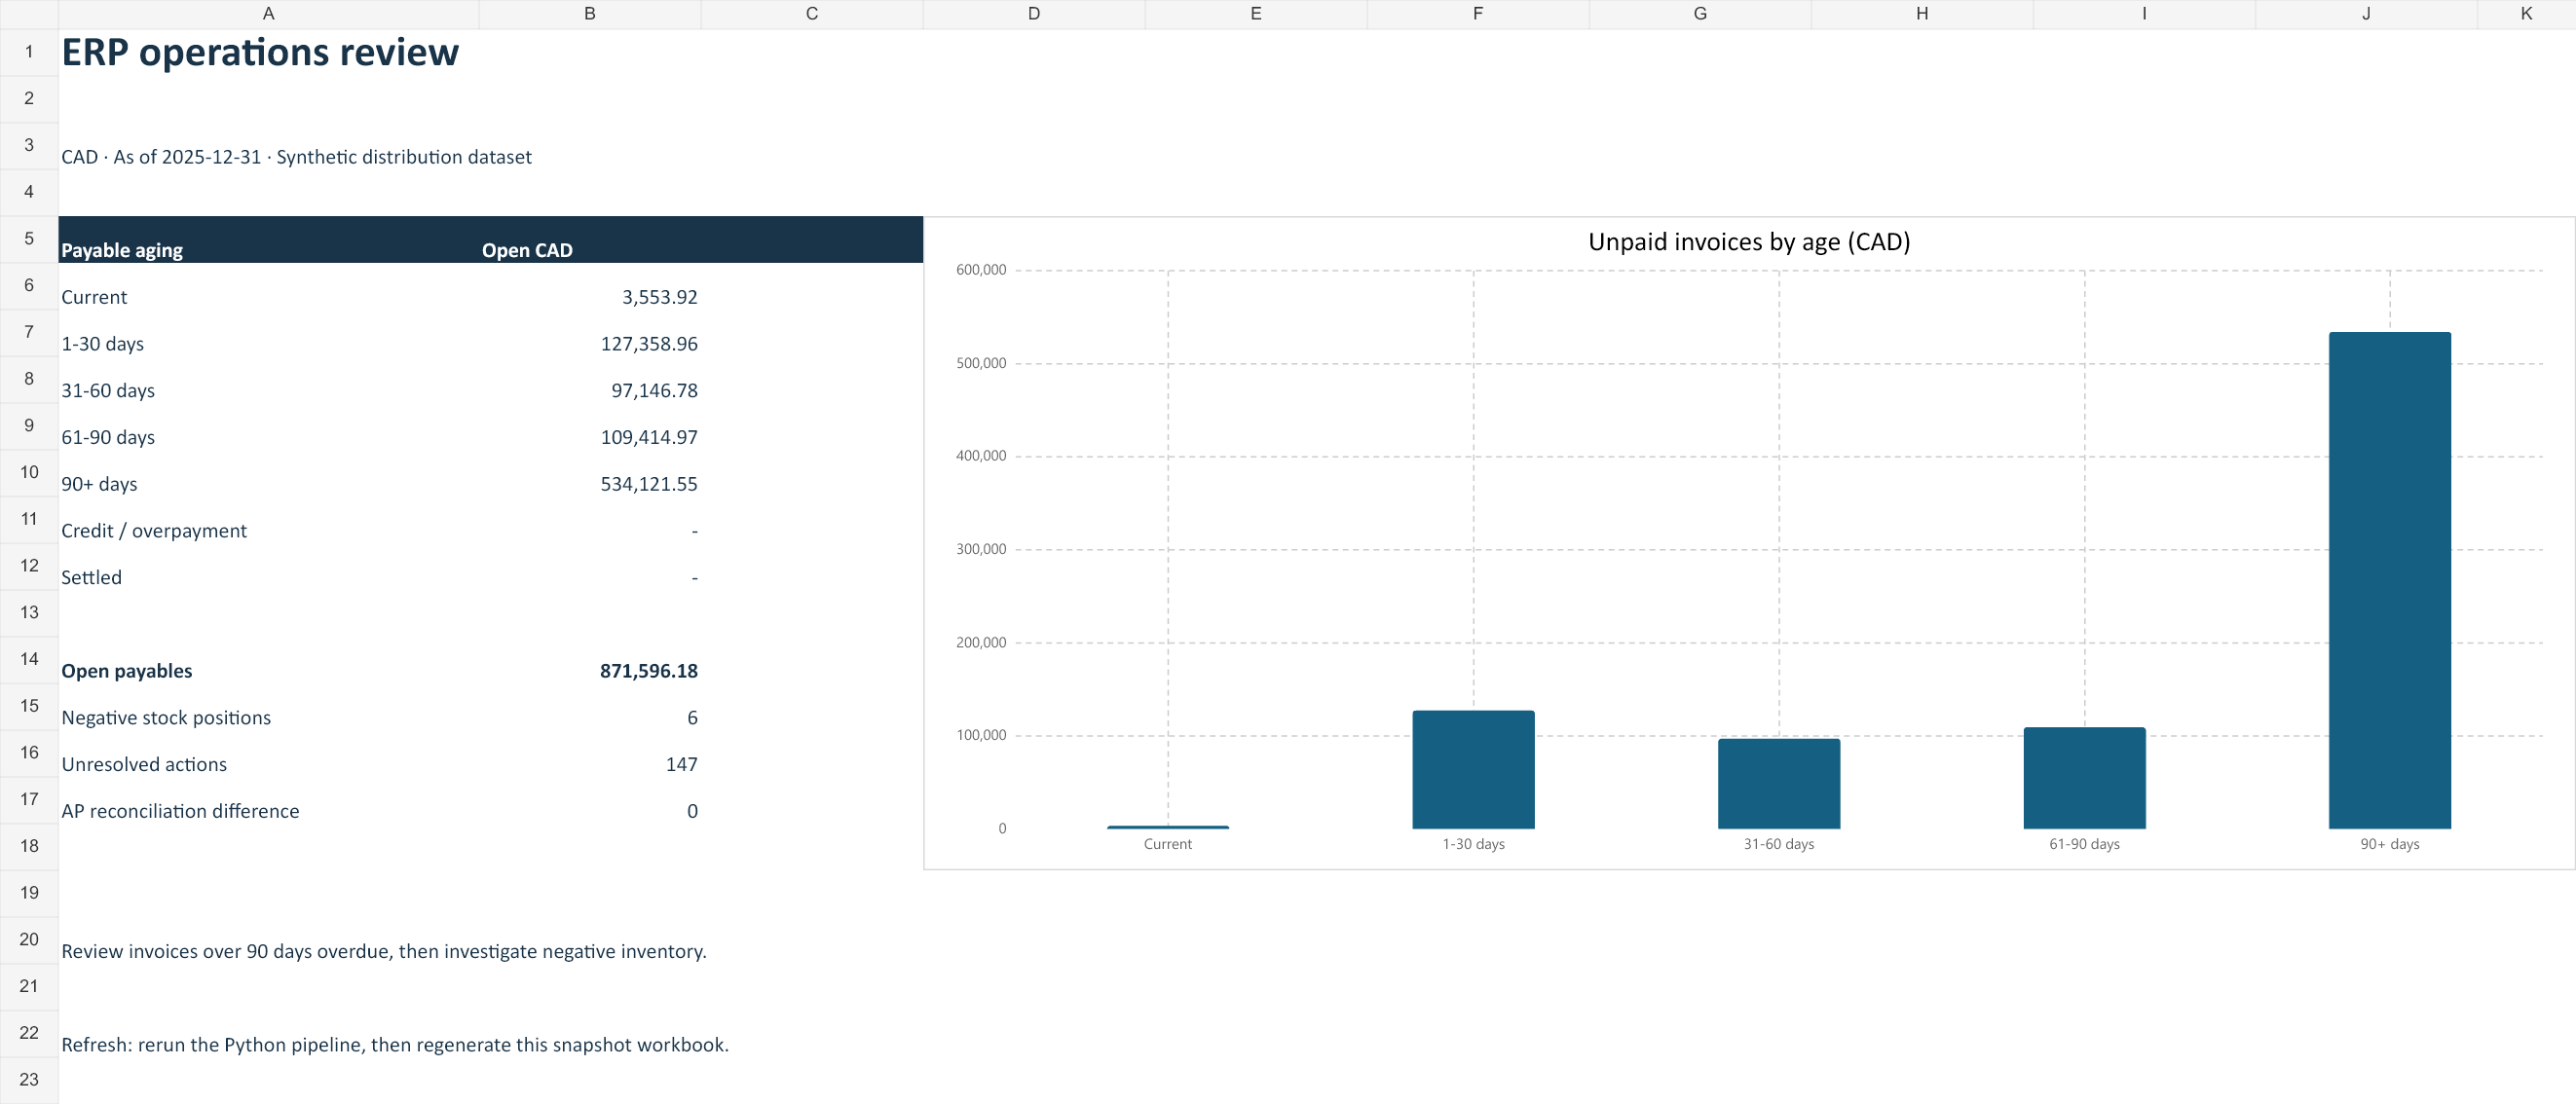 A B C D E F G H I J K
1 ERP operations review
2
3 CAD · As of 2025-12-31 · Synthetic distribution dataset
4
5 Payable aging Open CAD
6 Current 3,553.92
7 1-30 days 127,358.96
8 31-60 days 97,146.78
9 61-90 days 109,414.97
10 90+ days 534,121.55
11 Credit / overpayment -
12 Settled -
13
14 Open payables 871,596.18
15 Negative stock positions 6
16 Unresolved actions 147
17 AP reconciliation difference 0
18
19
20 Review invoices over 90 days overdue, then investigate negative inventory.
21
22 Refresh: rerun the Python pipeline, then regenerate this snapshot workbook.
23
Unpaid invoices by age (CAD)
600,000
500,000
400,000
300,000
200,000
100,000
0
Current 1-30 days 31-60 days 61-90 days 90+ days